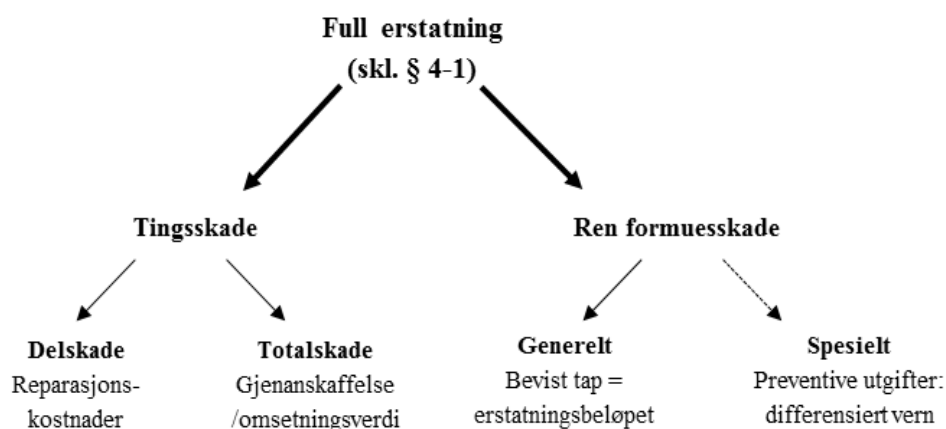 Full erstatning
(skl. § 4-1)
Tingsskade
Ren formuesskade
Delskade
Reparasjons-
kostnader
Totalskade
Gjenanskaffelse
/omsetningsverdi
Generelt
Bevist tap =
erstatningsbeløpet
Spesielt
Preventive utgifter:
differensiert vern